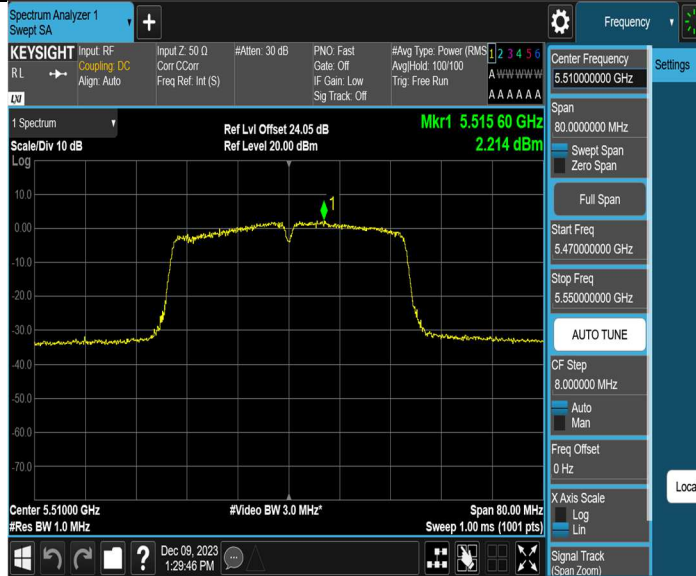 Spectrum Analyzer 1
Swept SA
Frequency
KEYSIGHT
RL
LXI
Input: RF
Coupling: DC
Align: Auto
Input Z: 50 Ω
Corr CCorr
Freq Ref: Int (S)
#Atten: 30 dB
PNO: Fast
Gate: Off
IF Gain: Low
Sig Track: Off
#Avg Type: Power (RMS
Avg|Hold: 100/100
Trig: Free Run
1 2 3 4 5 6
A W W W W W
A A A A A A
1 Spectrum
Scale/Div 10 dB
Log
Ref Lvl Offset 24.05 dB
Ref Level 20.00 dBm
Mkr1 5.515 60 GHz
2.214 dBm
10.0
0.00
-10.0
-20.0
-30.0
-40.0
-50.0
-60.0
-70.0
1
Center 5.51000 GHz
#Res BW 1.0 MHz
#Video BW 3.0 MHz*
Span 80.00 MHz
Sweep 1.00 ms (1001 pts)
Dec 09, 2023
1:29:46 PM
Center Frequency
5.510000000 GHz
Span
80.0000000 MHz
Swept Span
Zero Span
Full Span
Start Freq
5.470000000 GHz
Stop Freq
5.550000000 GHz
AUTO TUNE
CF Step
8.000000 MHz
Auto
Man
Freq Offset
0 Hz
X Axis Scale
Log
Lin
Signal Track
(Span Zoom)
Settings
Loca